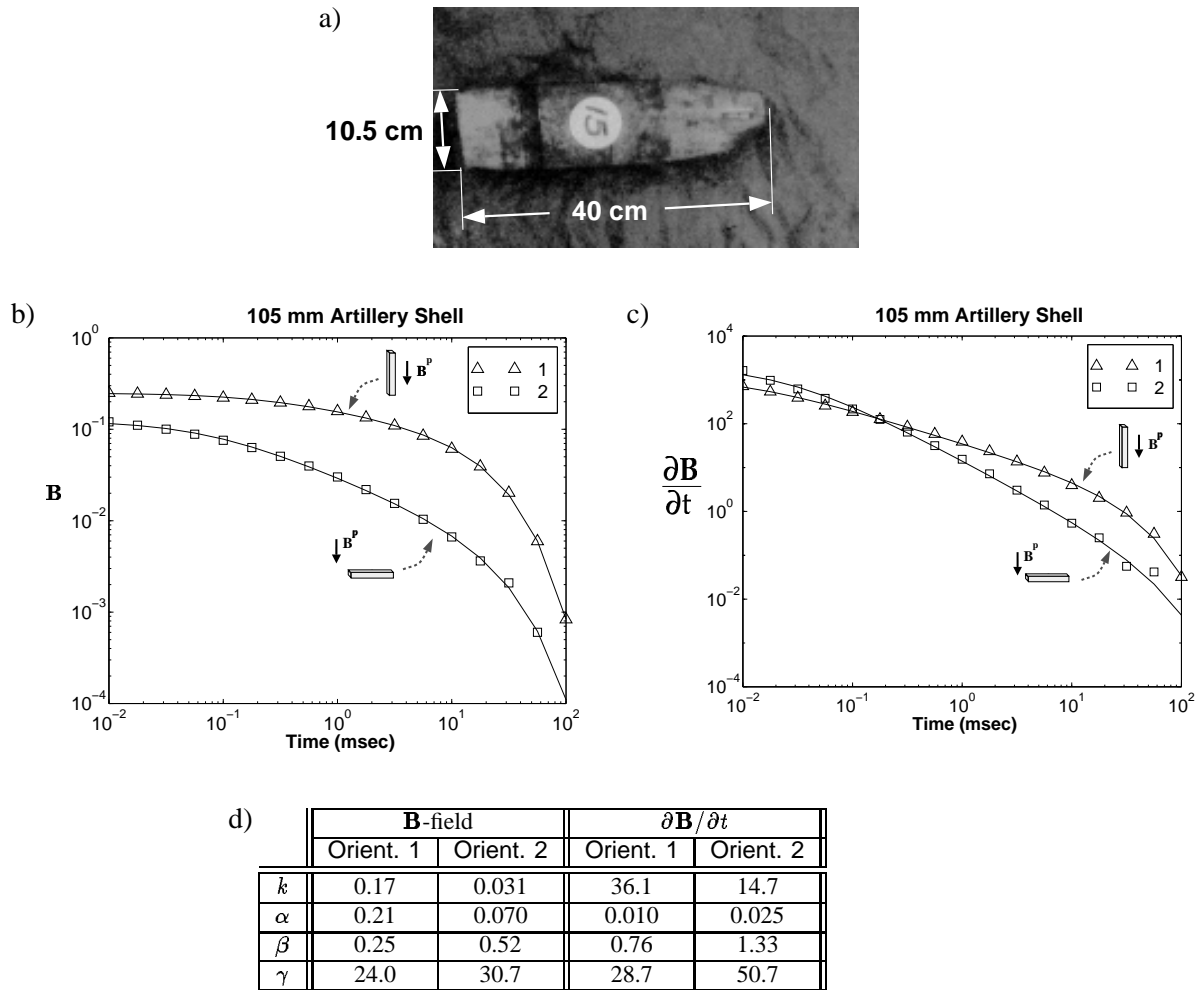 a)
10.5 cm
15
40 cm
b)
105 mm Artillery Shell
10^0
10^-1
10^-2
10^-3
10^-4
B
1
2
B^p
B^p
10^-2
10^-1
10^0
10^1
10^2
Time (msec)
c)
105 mm Artillery Shell
10^4
10^2
10^0
10^-2
10^-4
∂B/∂t
1
2
B^p
B^p
10^-2
10^-1
10^0
10^1
10^2
Time (msec)
d)
B-field ∂B/∂t
Orient. 1 Orient. 2 Orient. 1 Orient. 2
k 0.17 0.031 36.1 14.7
α 0.21 0.070 0.010 0.025
β 0.25 0.52 0.76 1.33
γ 24.0 30.7 28.7 50.7